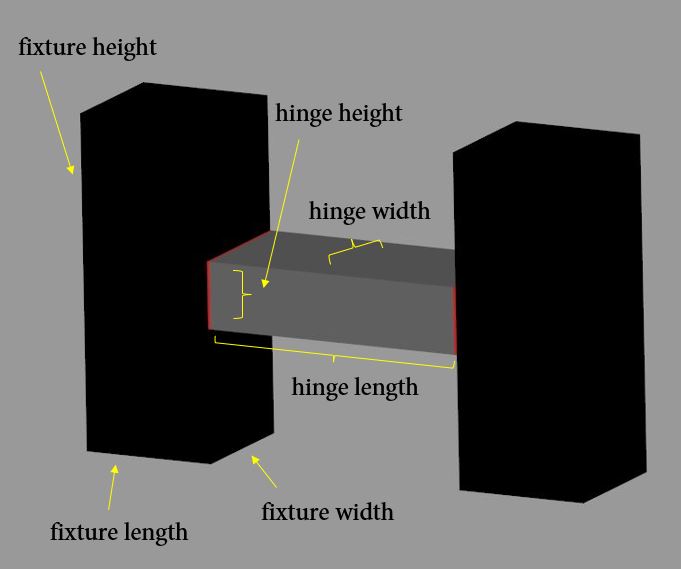 fixture height
hinge height
hinge width
hinge length
fixture width
fixture length